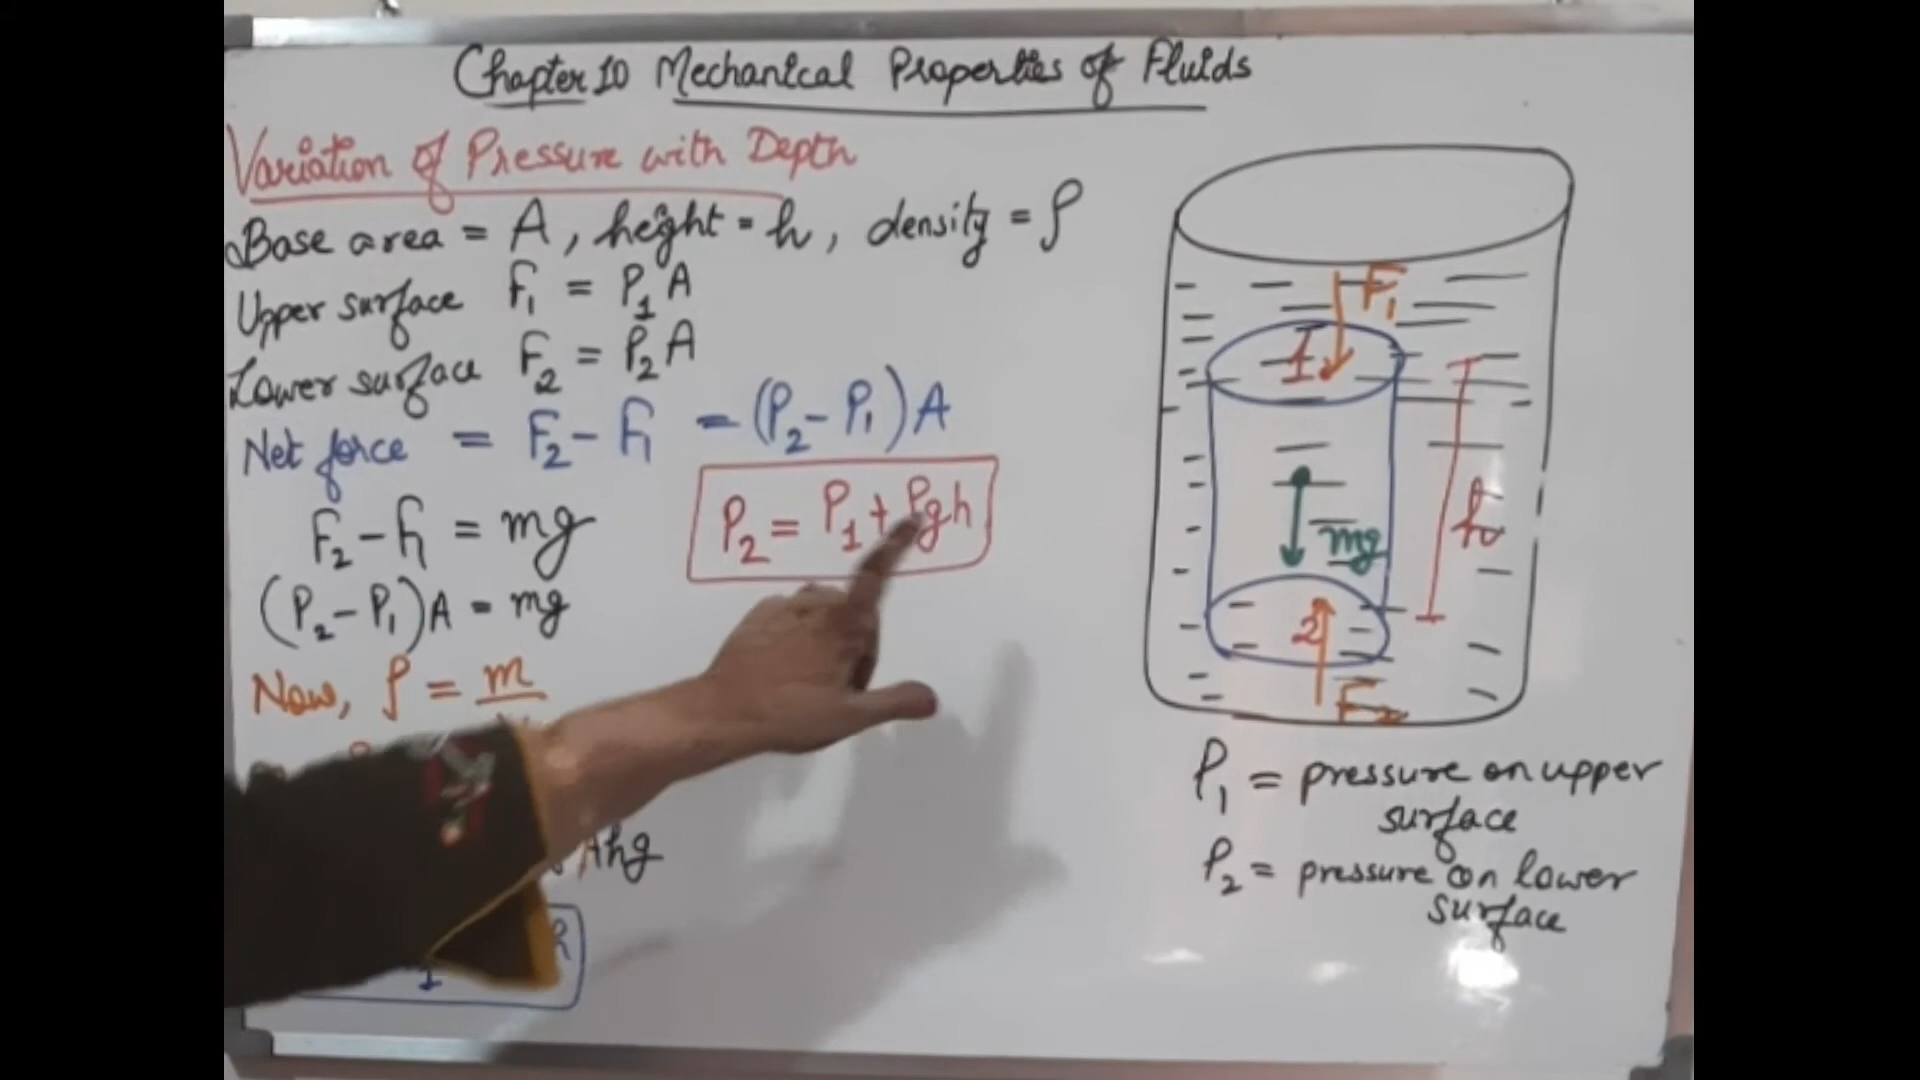 Chapter 10 Mechanical Properties of Fluids
Variation of Pressure with Depth
Base area = A, height = h, density = ρ
Upper surface F₁ = P₁A
Lower surface F₂ = P₂A
Net force = F₂ - F₁ = (P₂ - P₁)A
F₂ - F₁ = mg
(P₂ - P₁)A = mg
Now, ρ = m
Ahg
P₂ = P₁ + ρgh
F₁
1
h
mg
2
F₂
P₁ = pressure on upper
surface
P₂ = pressure on lower
surface